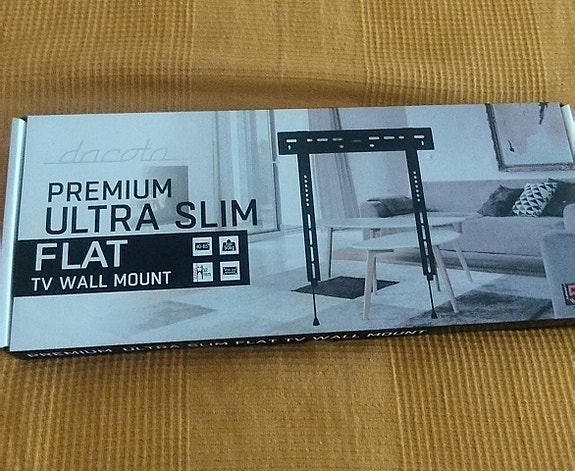 dacota
PREMIUM
ULTRA SLIM
FLAT
TV WALL MOUNT
PREMIUM ULTRA SLIM FLAT TV WALL MOUNT